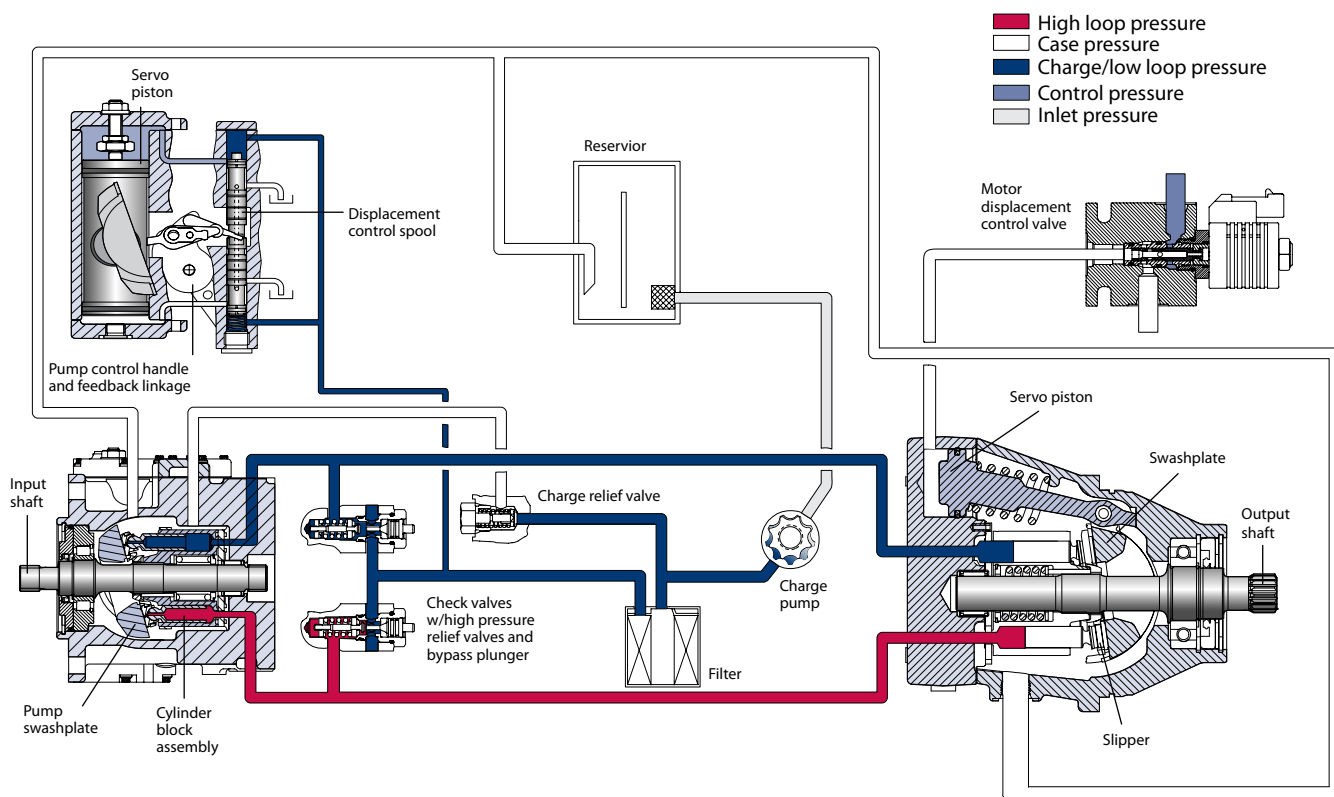 High loop pressure
Case pressure
Charge/low loop pressure
Control pressure
Inlet pressure
Servo
piston
Reservior
Displacement
control spool
Motor
displacement
control valve
Pump control handle
and feedback linkage
Servo piston
Swashplate
Input
shaft
Charge relief valve
Output
shaft
Charge
pump
Check valves
w/high pressure
relief valves and
bypass plunger
Filter
Pump
swashplate
Cylinder
block
assembly
Slipper